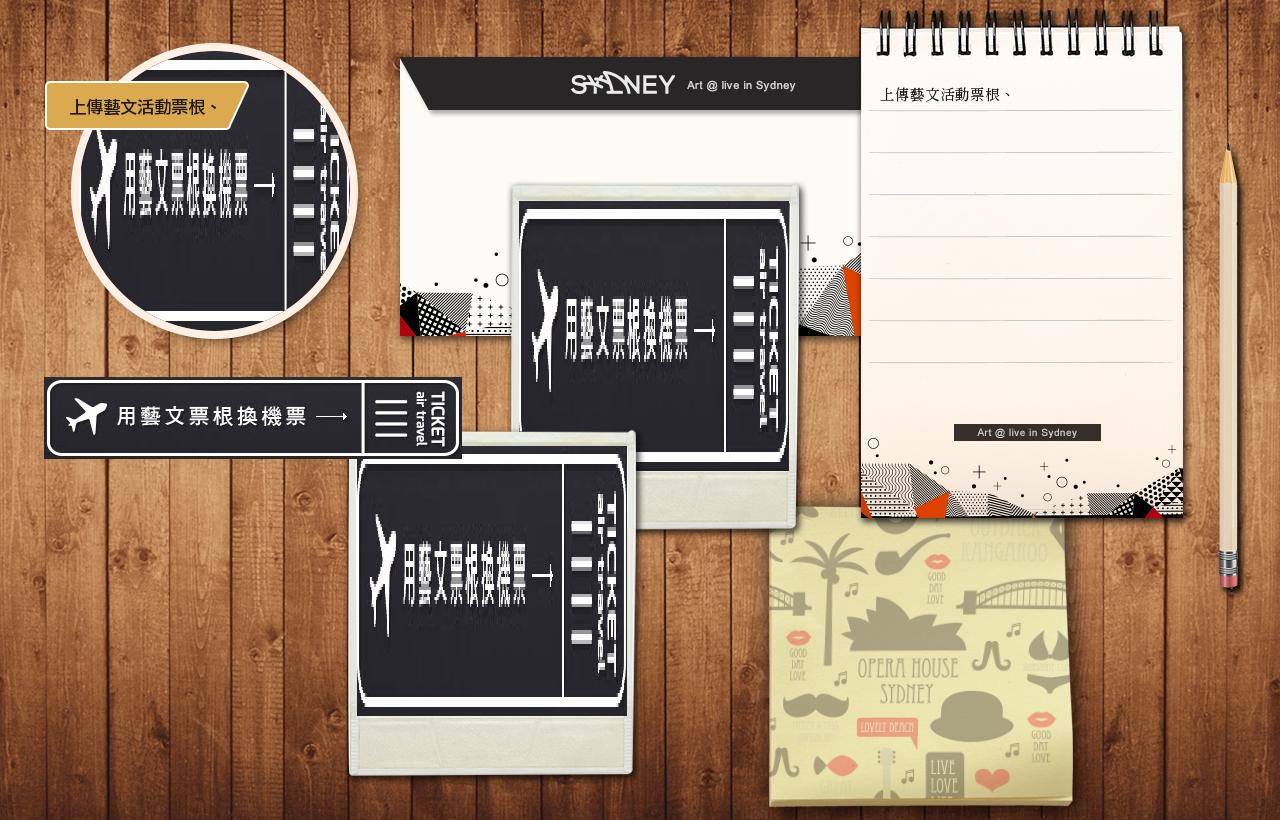 上傳藝文活動票根、
用藝文票根換機票
TICKET
air travel
SYDNEY Art @ live in Sydney
上傳藝文活動票根、
用藝文票根換機票
TICKET
air travel
用藝文票根換機票
TICKET
air travel
用藝文票根換機票
TICKET
air travel
Art @ live in Sydney
OUTBACK
KANGAROO
GOOD
DAY
LOVE
GOOD
DAY
LOVE
OPERA HOUSE
SYDNEY
LOVELY BEACH
GOOD
DAY
LOVE
LIVE
LOVE